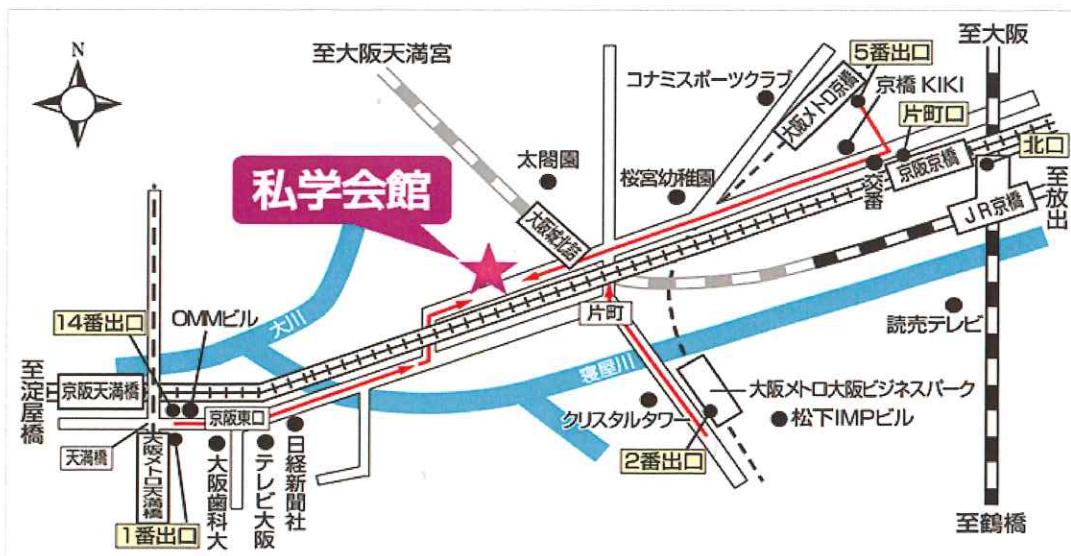 N
至大阪天満宮
至大阪
5番出口
コナミスポーツクラブ
大阪メトロ京橋
京橋 KIKI
片町口
北口
太閤園
京阪京橋
交番
至放出
私学会館
桜宮幼稚園
大阪城北詰
JR京橋
14番出口
OMMビル
大川
片町
読売テレビ
至淀屋橋
京阪天満橋
寝屋川
大阪メトロ大阪ビジネスパーク
京阪東口
クリスタルタワー
松下IMPビル
天満橋
大阪メトロ天満橋
大阪歯科大
テレビ大阪
日経新聞社
2番出口
1番出口
至鶴橋